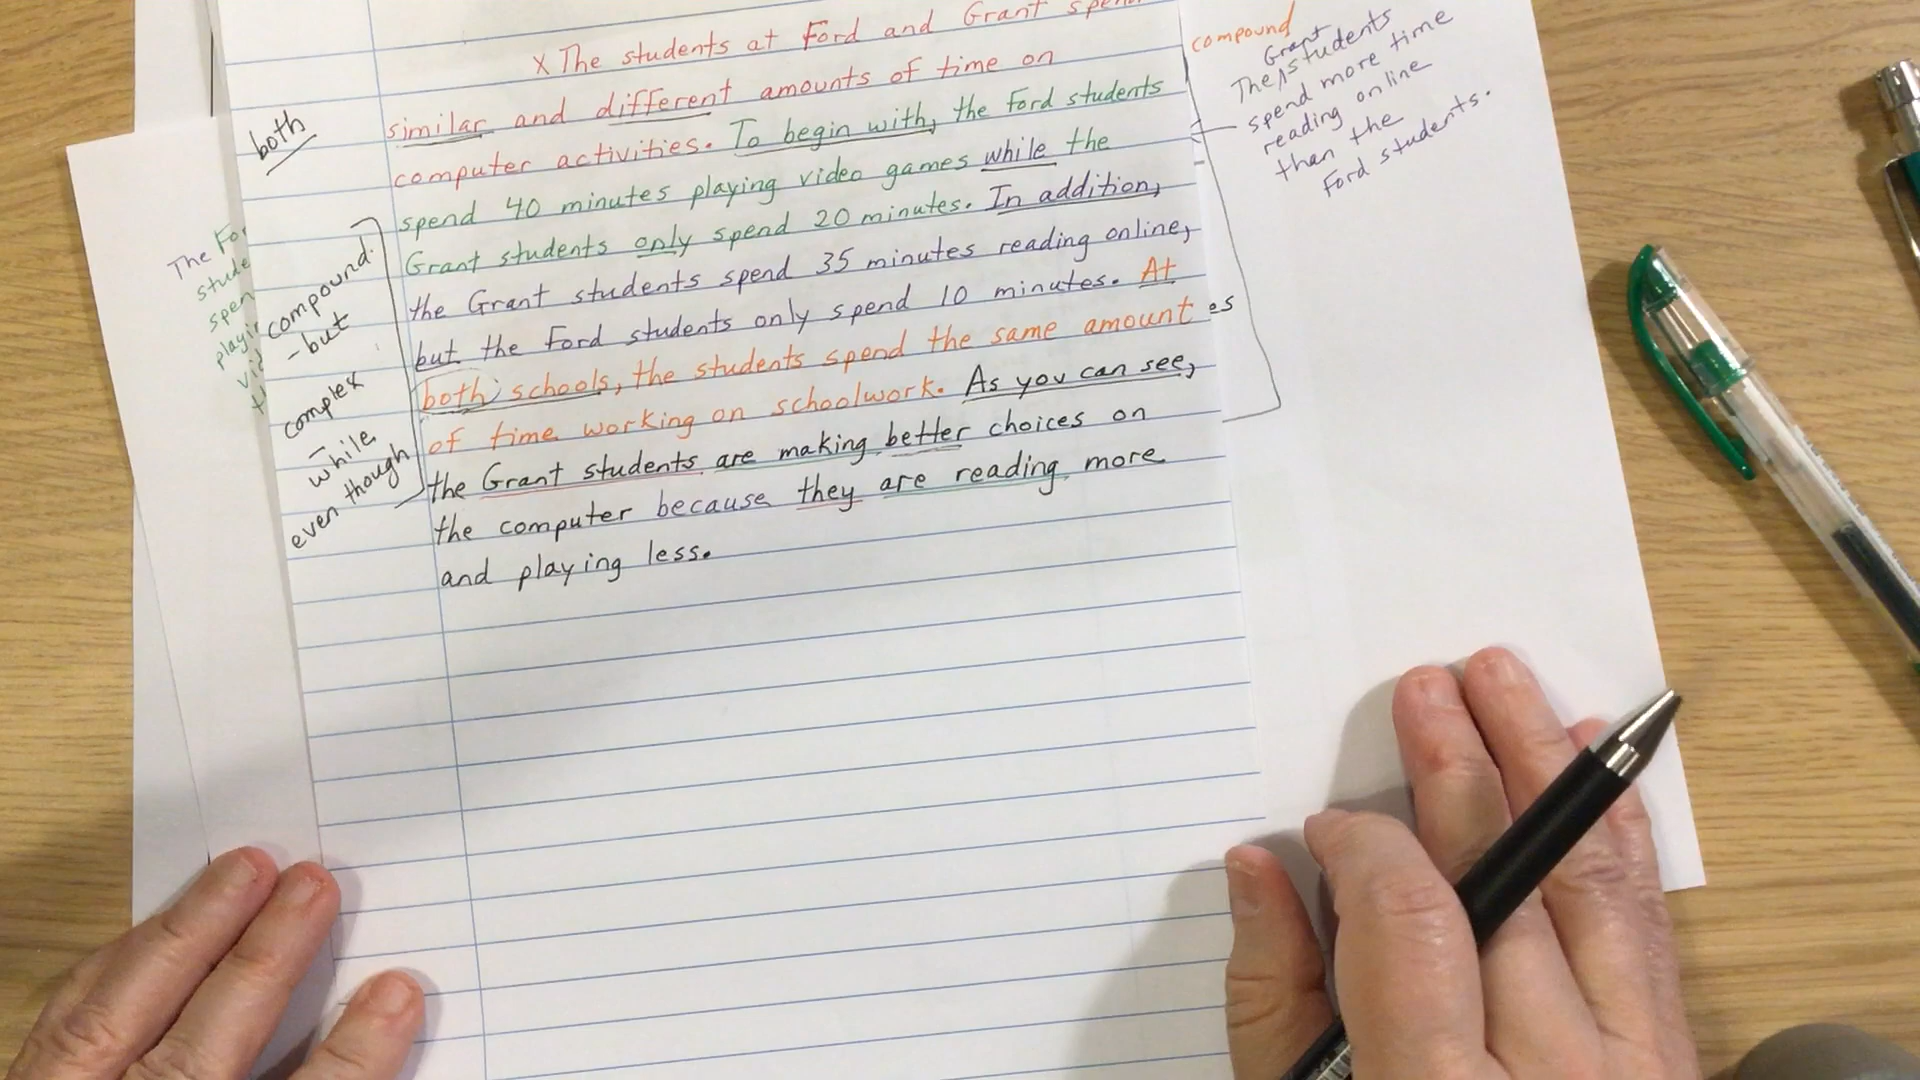 X The students at Ford and Grant spend
similar and different amounts of time on
computer activities. To begin with, the Ford students
spend 40 minutes playing video games while the
Grant students only spend 20 minutes. In addition,
the Grant students spend 35 minutes reading online,
but the Ford students only spend 10 minutes. At
both schools, the students spend the same amount es
of time working on schoolwork. As you can see,
the Grant students are making better choices on
the computer because they are reading more
and playing less.
both
compound
- but
complex
- while
even though
The For
stude
spen
playin
vid
compound
Grant
The ^ students
spend more time
reading online
than the
Ford students.